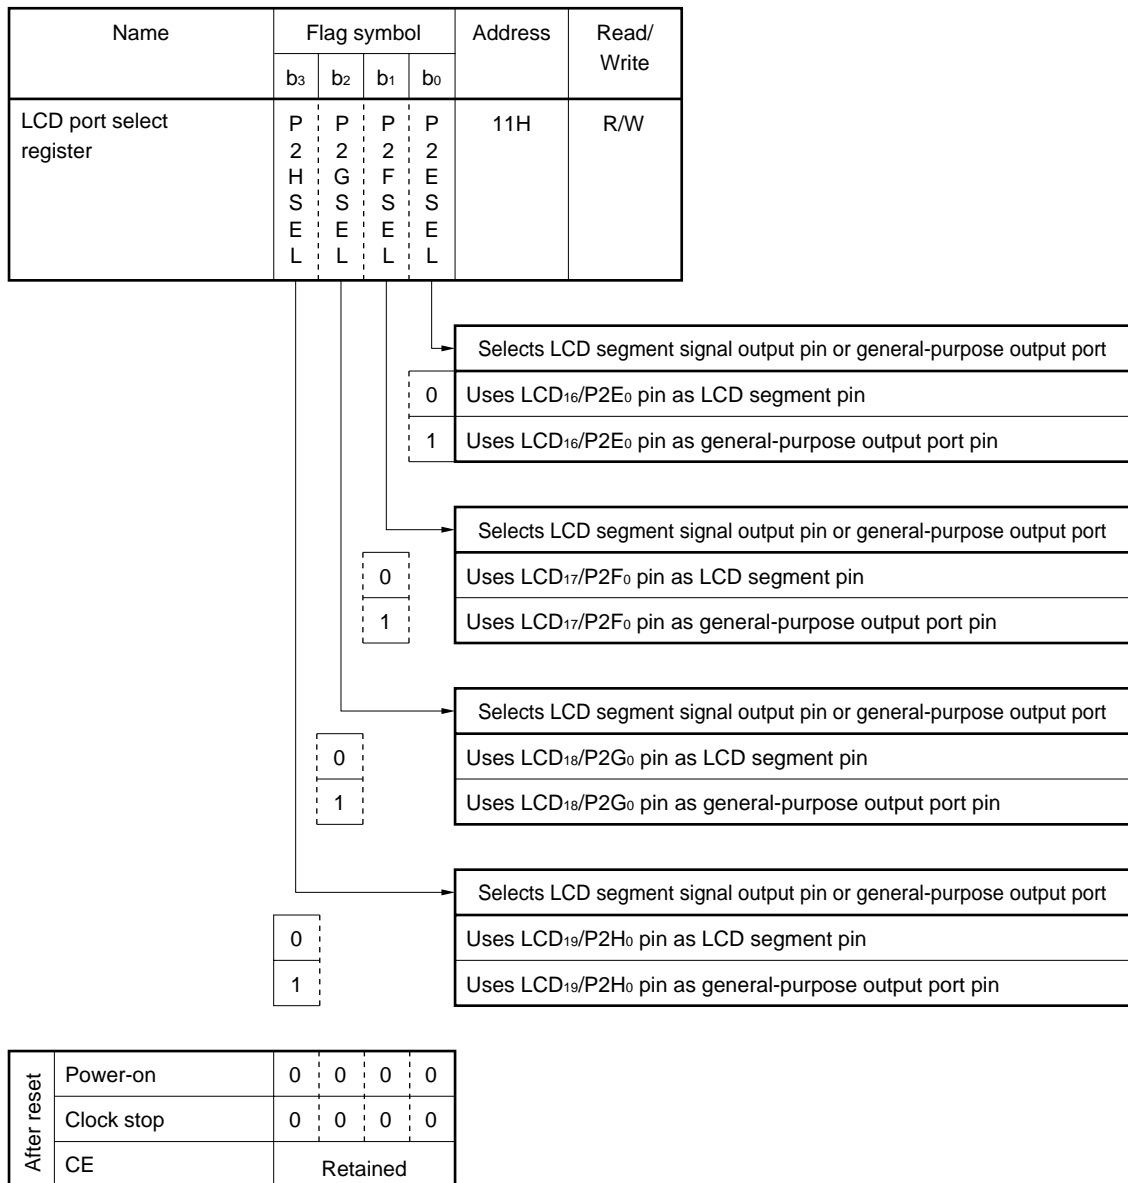 Name Flag symbol Address Read/
Write
b3 b2 b1 b0
LCD port select
register
P2HSEL P2GSEL P2FSEL P2ESEL 11H R/W
Selects LCD segment signal output pin or general-purpose output port
0 Uses LCD16/P2E0 pin as LCD segment pin
1 Uses LCD16/P2E0 pin as general-purpose output port pin
Selects LCD segment signal output pin or general-purpose output port
0 Uses LCD17/P2F0 pin as LCD segment pin
1 Uses LCD17/P2F0 pin as general-purpose output port pin
Selects LCD segment signal output pin or general-purpose output port
0 Uses LCD18/P2G0 pin as LCD segment pin
1 Uses LCD18/P2G0 pin as general-purpose output port pin
Selects LCD segment signal output pin or general-purpose output port
0 Uses LCD19/P2H0 pin as LCD segment pin
1 Uses LCD19/P2H0 pin as general-purpose output port pin
After reset
Power-on 0 0 0 0
Clock stop 0 0 0 0
CE Retained